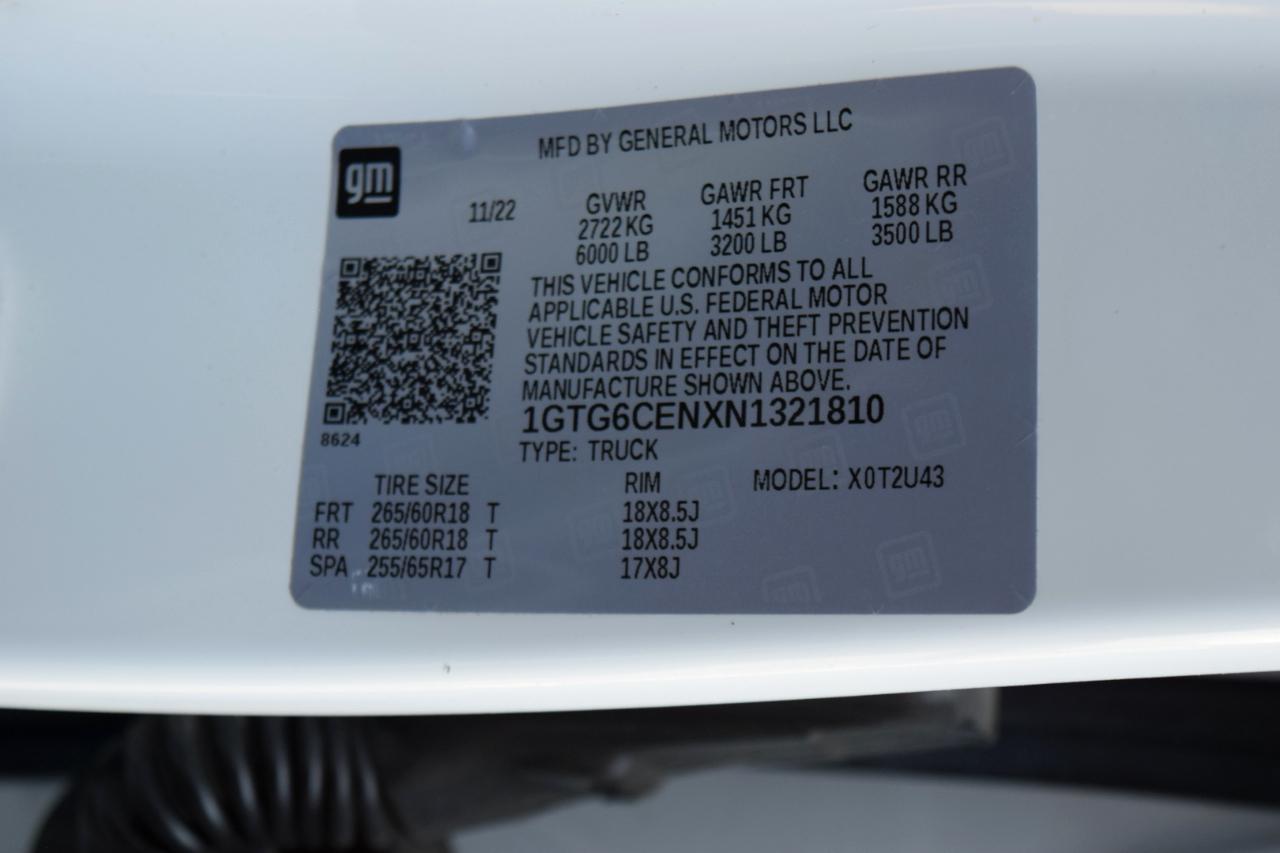 MFD BY GENERAL MOTORS LLC
gm
11/22 GVWR GAWR FRT GAWR RR
2722 KG 1451 KG 1588 KG
6000 LB 3200 LB 3500 LB
THIS VEHICLE CONFORMS TO ALL
APPLICABLE U.S. FEDERAL MOTOR
VEHICLE SAFETY AND THEFT PREVENTION
STANDARDS IN EFFECT ON THE DATE OF
MANUFACTURE SHOWN ABOVE.
1GTG6CENXN1321810
8624
TYPE: TRUCK
TIRE SIZE RIM MODEL: X0T2U43
FRT 265/60R18 T 18X8.5J
RR 265/60R18 T 18X8.5J
SPA 255/65R17 T 17X8J